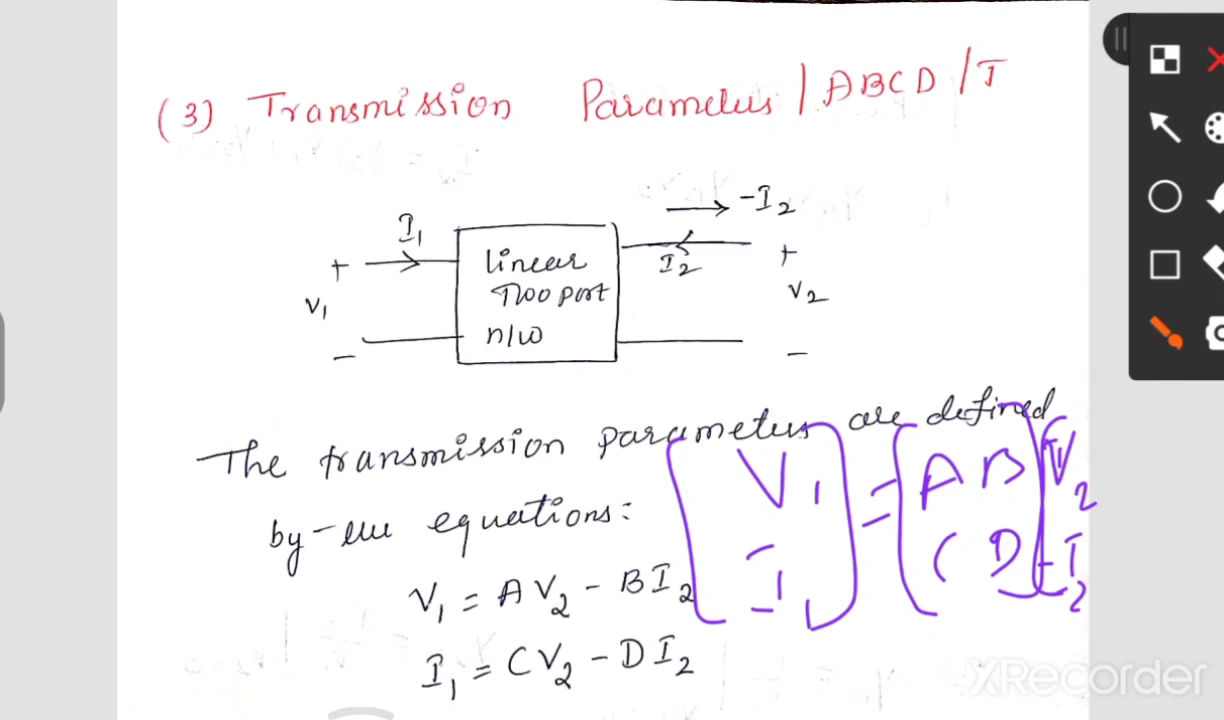 (3) Transmission Parameters | ABCD / T
-I2
I1
linear
+
I2
+
Two port
V1
V2
n/w
-
-
The transmission parameters are defined
by the equations:
[V1 I1] = [A B C D] [V2 -I2]
V1 = AV2 - BI2
I1 = CV2 - DI2
XRecorder